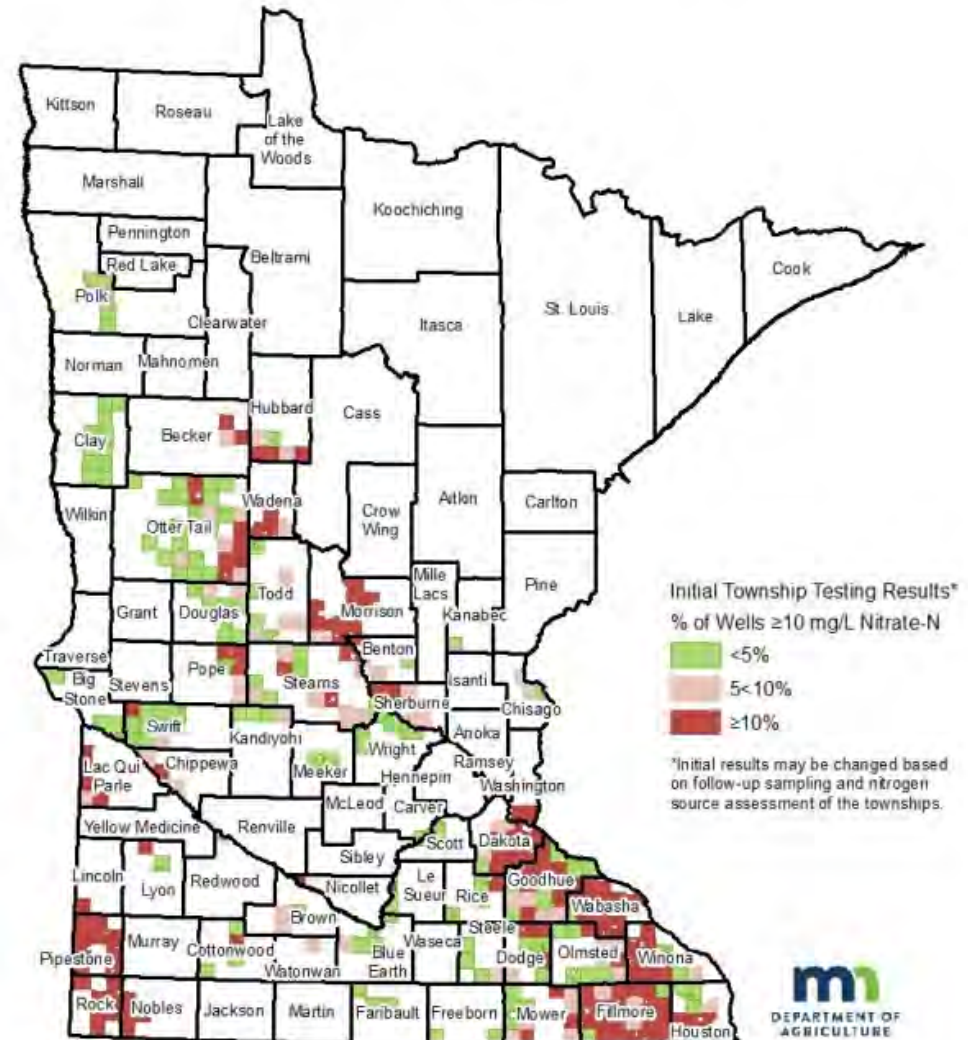 Kittson
Roseau
Lake
of the
Woods
Marshall
Koochiching
Pennington
Red Lake
Beltrami
Cook
Polk
St. Louis
Lake
Clearwater
Itasca
Norman
Mahnomen
Hubbard
Cass
Clay
Becker
Wadena
Aitkin
Carlton
Wilkin
Otter Tail
Crow
Wing
Mille
Lacs
Pine
Grant
Douglas
Todd
Morrison
Kanabec
Traverse
Big
Stone
Stevens
Pope
Stearns
Benton
Isanti
Sherburne
Chisago
Swift
Kandiyohi
Anoka
Wright
Ramsey
Lac Qui
Parle
Chippewa
Meeker
Hennepin
Washington
McLeod
Carver
Yellow Medicine
Renville
Scott
Dakota
Sibley
Lincoln
Lyon
Redwood
Nicollet
Le
Sueur
Rice
Goodhue
Wabasha
Brown
Steele
Murray
Cottonwood
Waseca
Pipestone
Watonwan
Blue
Earth
Dodge
Olmsted
Winona
Rock
Nobles
Jackson
Martin
Faribault
Freeborn
Mower
Fillmore
Houston
Initial Township Testing Results*
% of Wells ≥10 mg/L Nitrate-N
<5%
5<10%
≥10%
*Initial results may be changed based
on follow-up sampling and nitrogen
source assessment of the townships.
mn
DEPARTMENT OF
AGRICULTURE